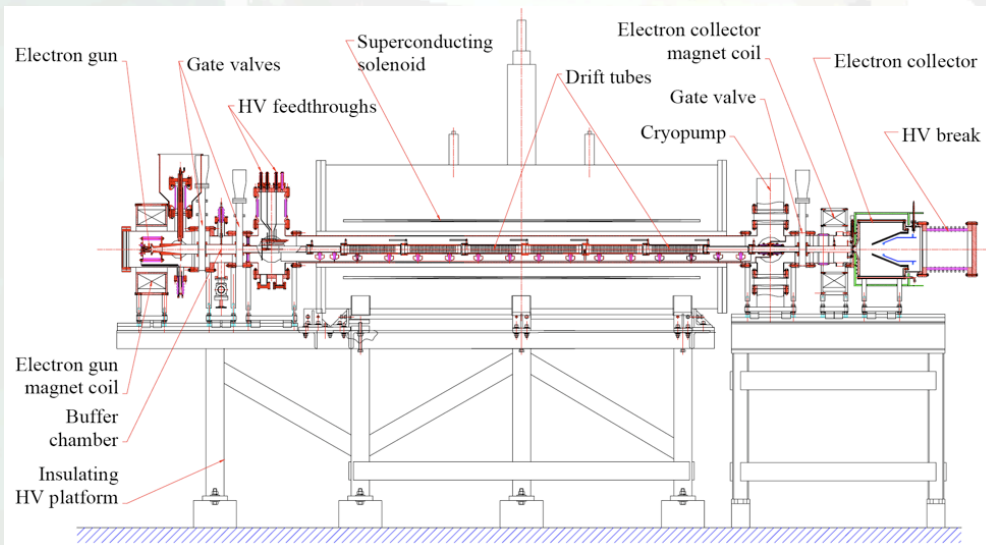 Electron gun
Gate valves
HV feedthroughs
Superconducting
solenoid
Drift tubes
Electron collector
magnet coil
Gate valve
Cryopump
Electron collector
HV break
Electron gun
magnet coil
Buffer
chamber
Insulating
HV platform